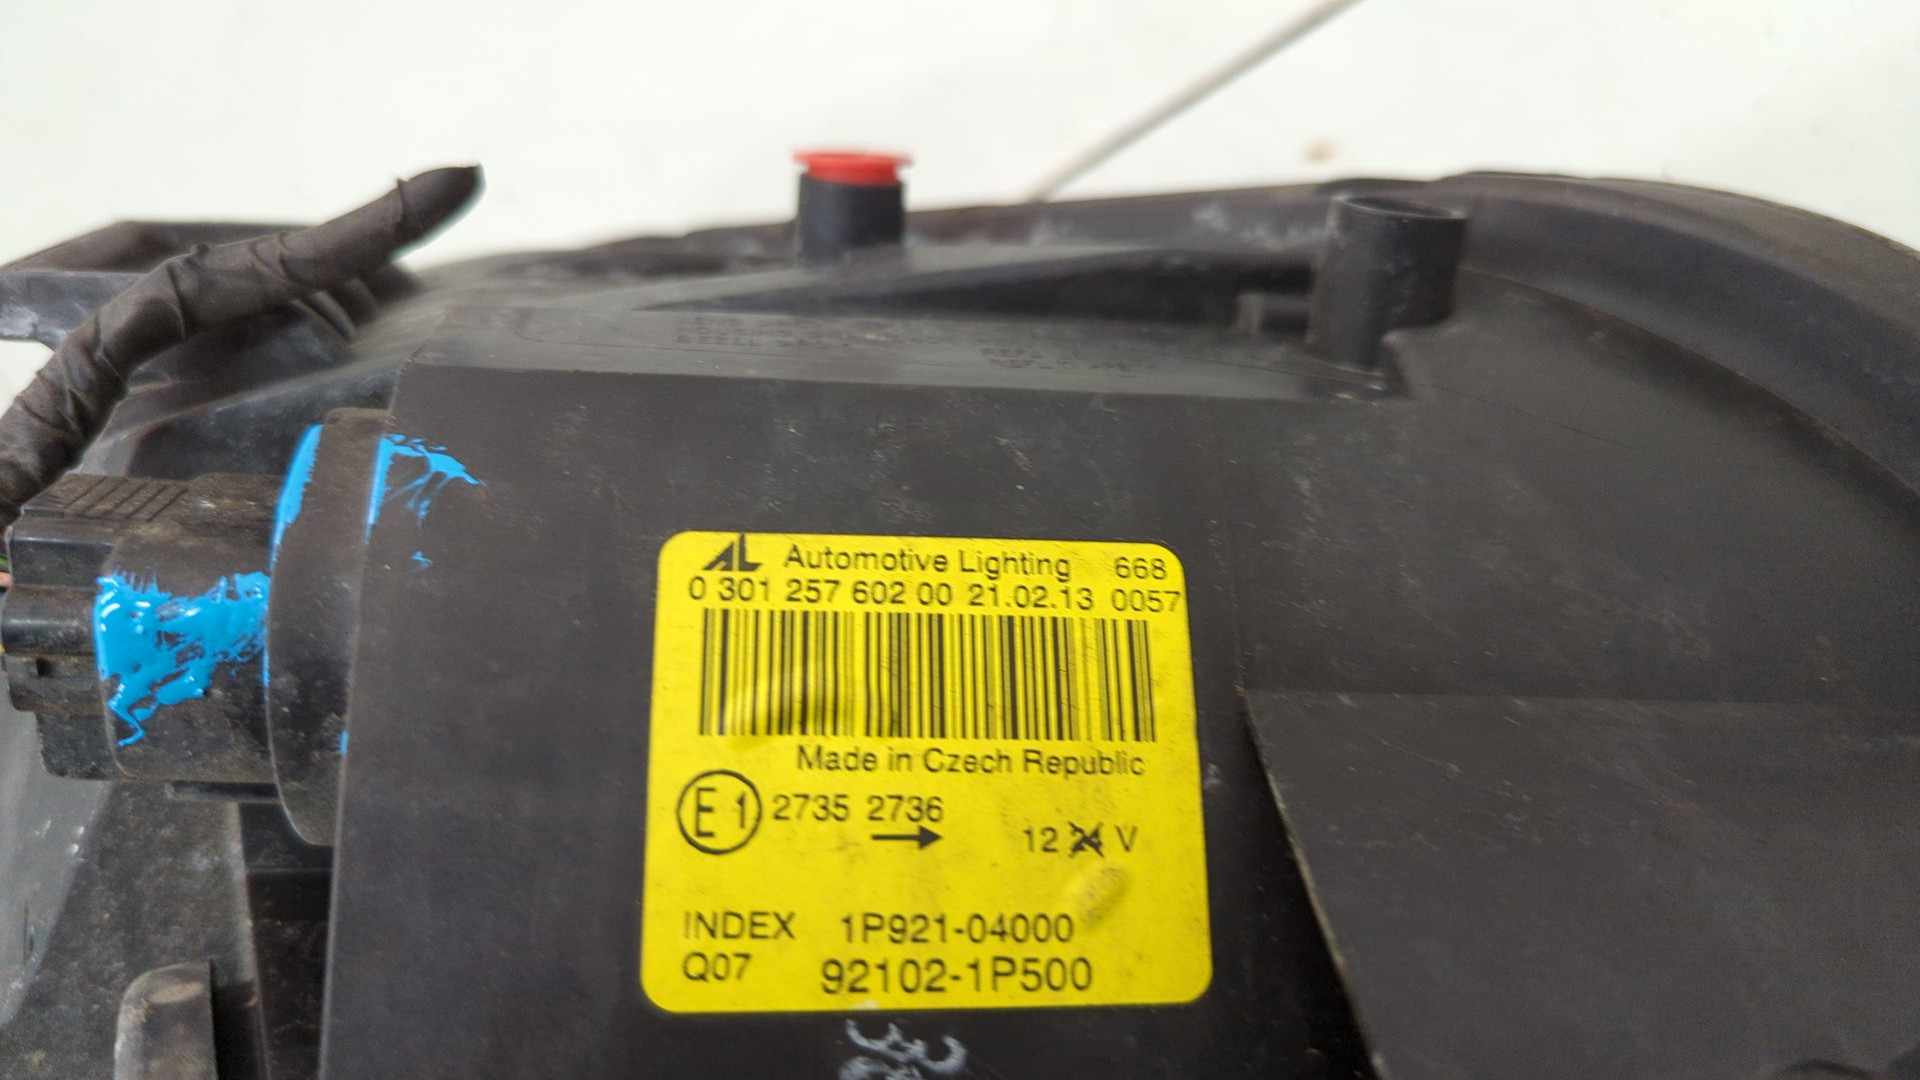 AL Automotive Lighting 668
0 301 257 602 00 21.02.13 0057
Made in Czech Republic
E1 2735 2736
12 24 V
INDEX 1P921-04000
Q07 92102-1P500